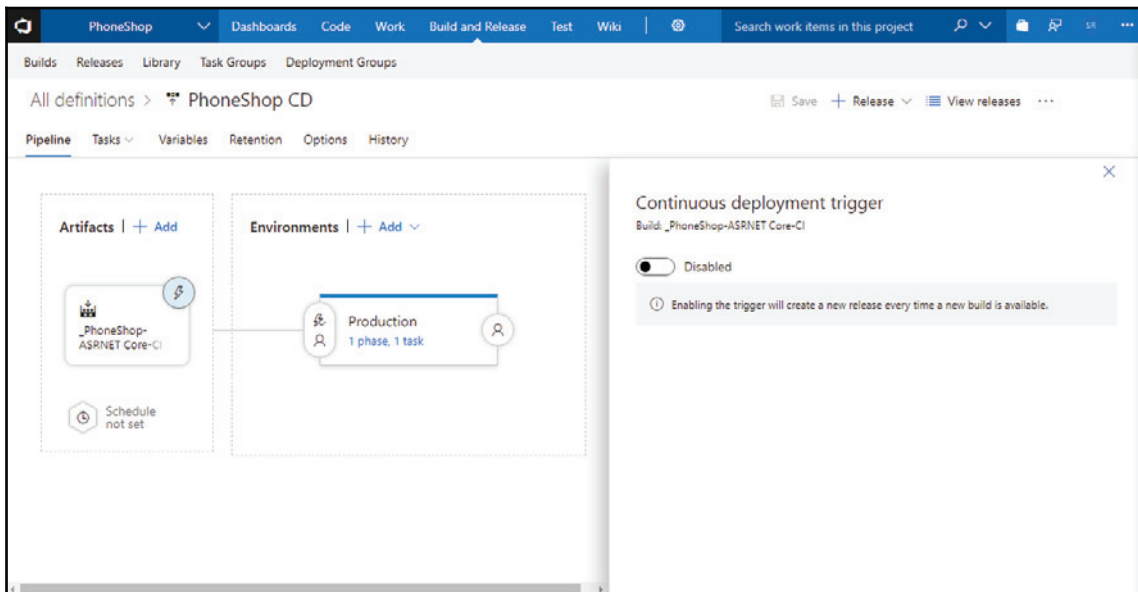 PhoneShop Dashboards Code Work Build and Release Test Wiki Search work items in this project SR
Builds Releases Library Task Groups Deployment Groups
All definitions > PhoneShop CD Save + Release View releases ...
Pipeline Tasks Variables Retention Options History
Artifacts | + Add
Environments | + Add
_PhoneShop-
ASRNET Core-CI
Production
1 phase, 1 task
Schedule
not set
Continuous deployment trigger
Build: _PhoneShop-ASRNET Core-CI
Disabled
Enabling the trigger will create a new release every time a new build is available.